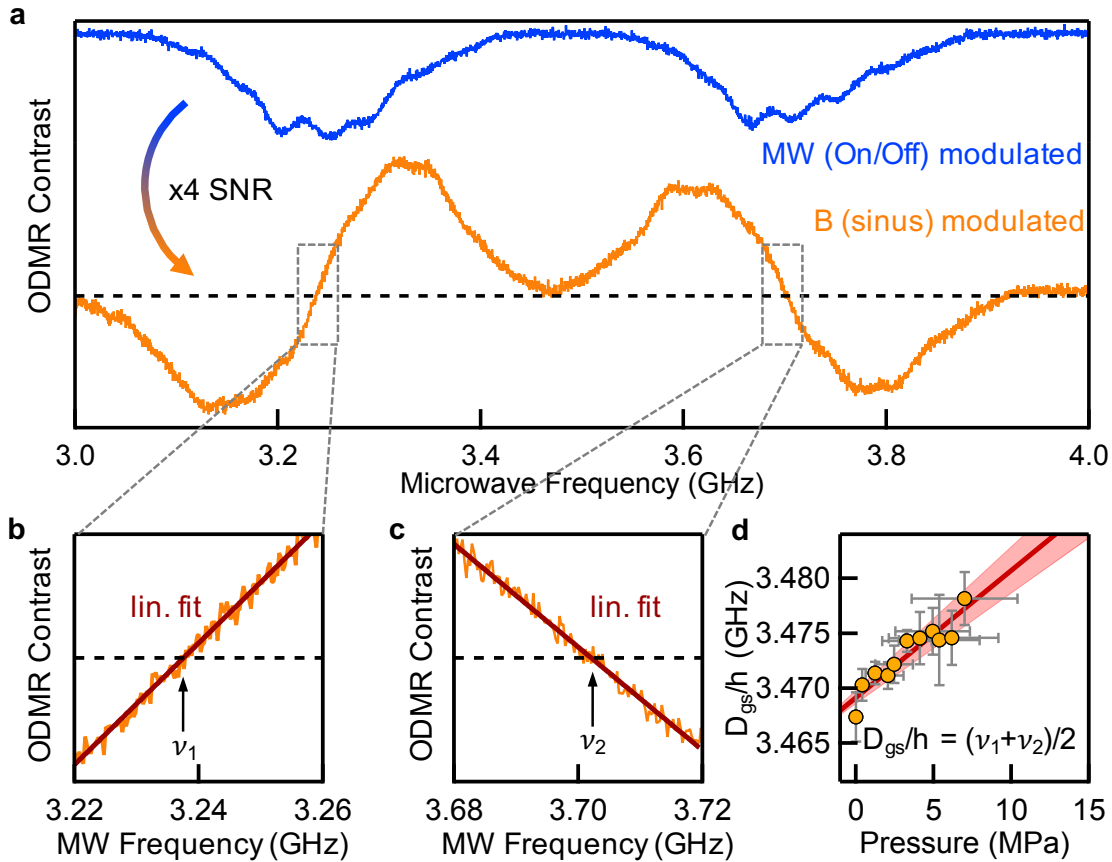 a
ODMR Contrast
x4 SNR
MW (On/Off) modulated
B (sinus) modulated
3.0 3.2 3.4 3.6 3.8 4.0
Microwave Frequency (GHz)
b
ODMR Contrast
lin. fit
ν1
3.22 3.24 3.26
MW Frequency (GHz)
c
ODMR Contrast
lin. fit
ν2
3.68 3.70 3.72
MW Frequency (GHz)
d
Dgs/h (GHz)
3.480
3.475
3.470
3.465
Dgs/h = (ν1+ν2)/2
0 5 10 15
Pressure (MPa)